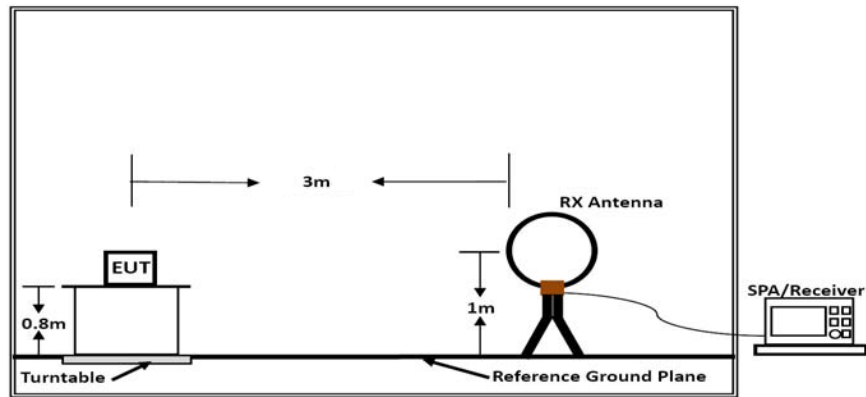 3m
RX Antenna
EUT
SPA/Receiver
0.8m
1m
Turntable
Reference Ground Plane